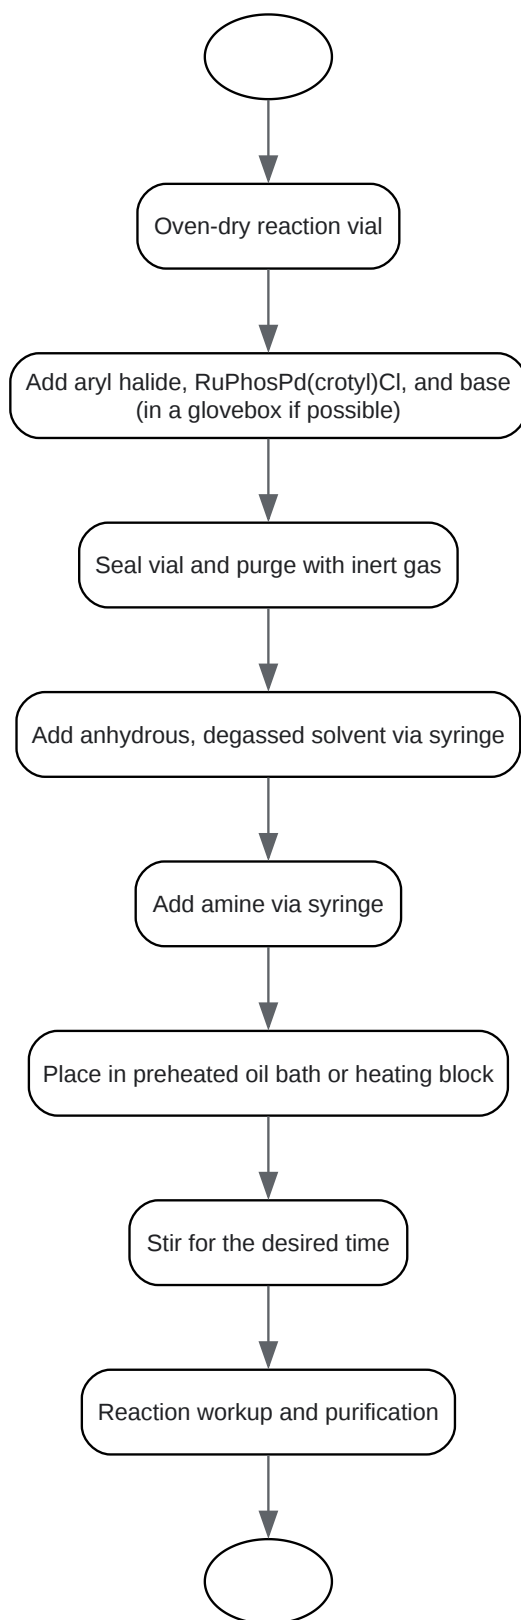 Oven-dry reaction vial
Add aryl halide, RuPhosPd(crotyl)Cl, and base
(in a glovebox if possible)
Seal vial and purge with inert gas
Add anhydrous, degassed solvent via syringe
Add amine via syringe
Place in preheated oil bath or heating block
Stir for the desired time
Reaction workup and purification